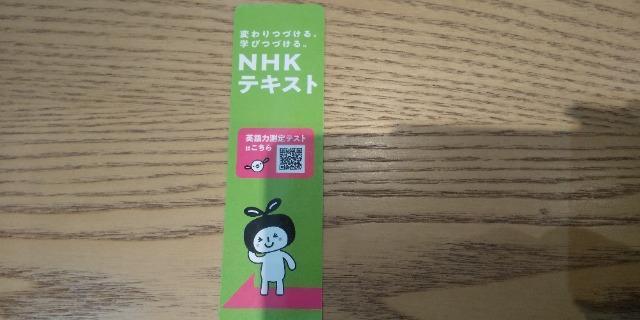 変わりつづける。
学びつづける。
NHK
テキスト
英語力測定テスト
はこちら